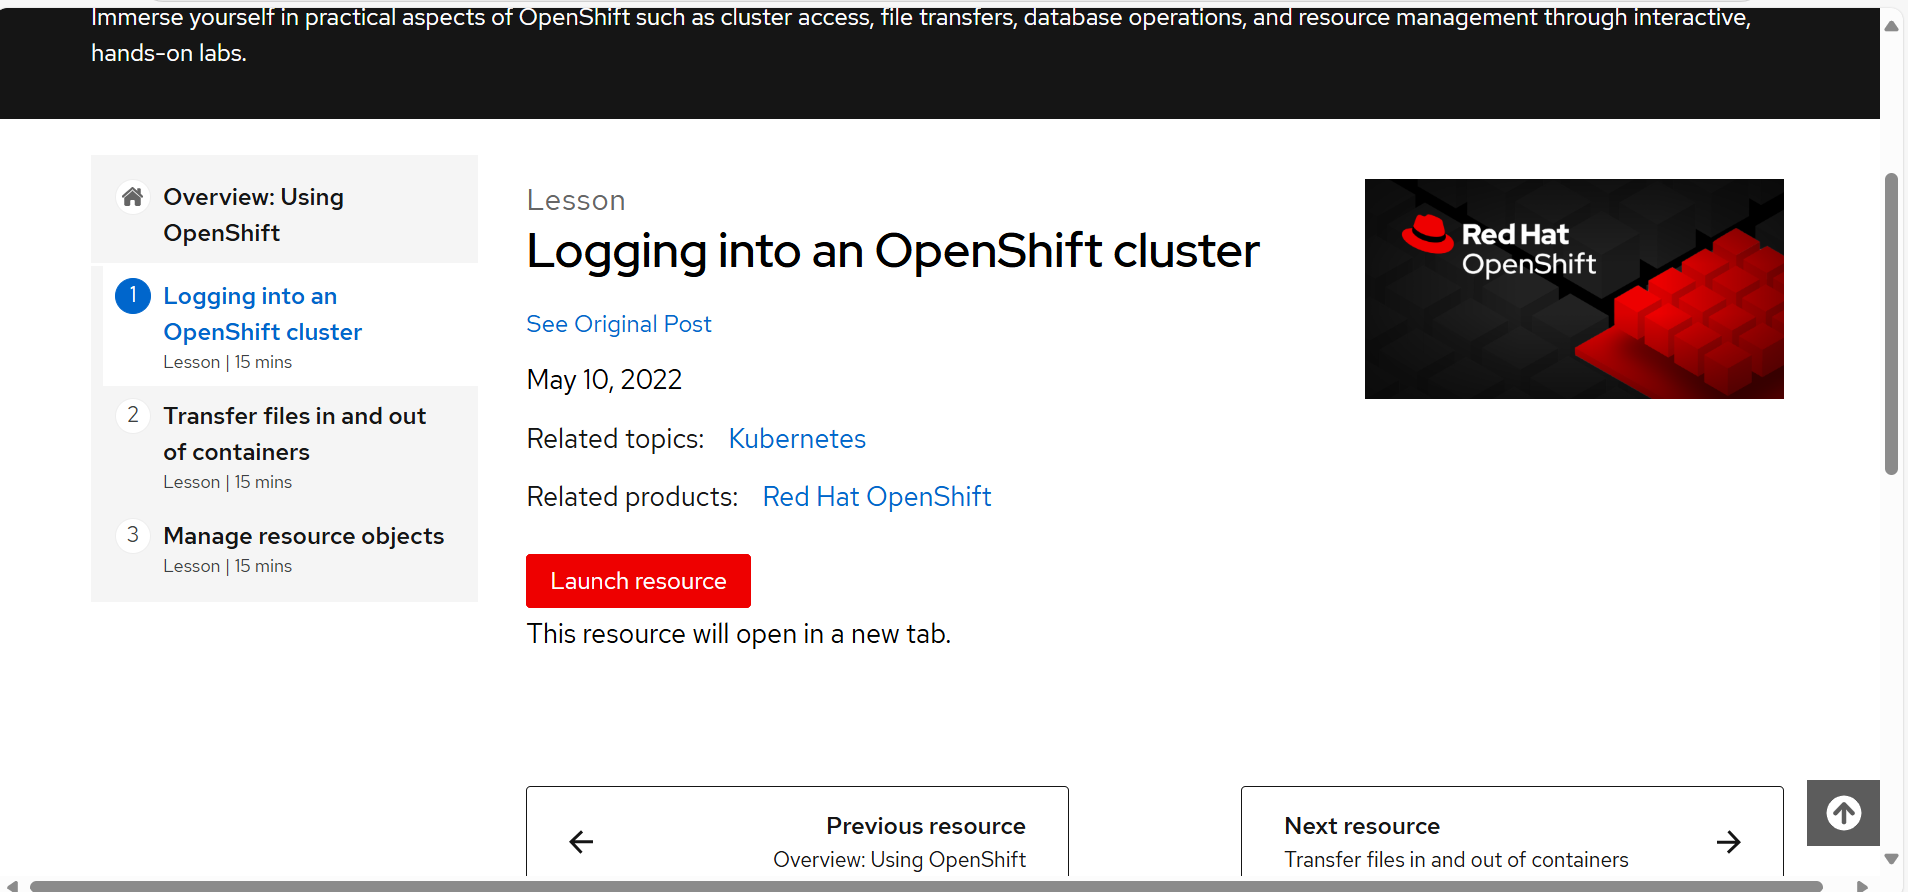 Immerse yourself in practical aspects of OpenShift such as cluster access, file transfers, database operations, and resource management through interactive,
hands-on labs.
Overview: Using
OpenShift
1
Logging into an
OpenShift cluster
Lesson | 15 mins
2
Transfer files in and out
of containers
Lesson | 15 mins
3
Manage resource objects
Lesson | 15 mins
Lesson
Logging into an OpenShift cluster
See Original Post
May 10, 2022
Related topics: Kubernetes
Related products: Red Hat OpenShift
Launch resource
This resource will open in a new tab.
Red Hat
OpenShift
Previous resource
Overview: Using OpenShift
Next resource
Transfer files in and out of containers